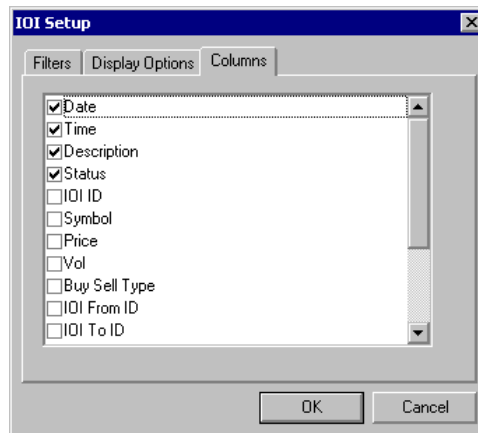 IOI Setup
Filters Display Options Columns
Date
Time
Description
Status
IOI ID
Symbol
Price
Vol
Buy Sell Type
IOI From ID
IOI To ID
OK Cancel